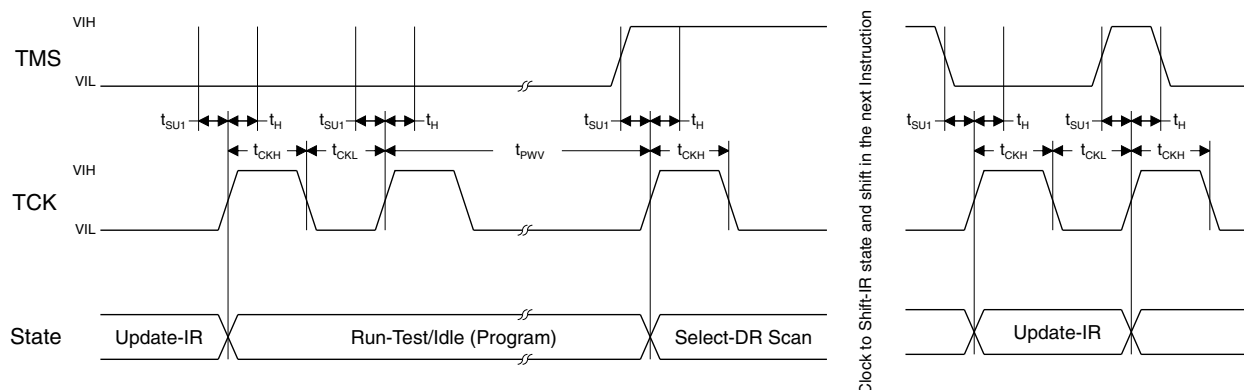 VIH
TMS
VIL
tSU1 tH tSU1 tH tSU1 tH tSU1 tH tSU1 tH
tCKH tCKL tPWV tCKH tCKH tCKL tCKH
VIH
TCK
VIL
State Update-IR Run-Test/Idle (Program) Select-DR Scan Update-IR
Clock to Shift-IR state and shift in the next Instruction